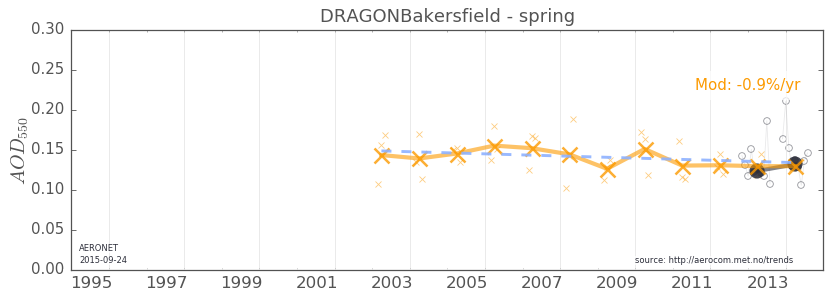 DRAGONBakersfield - spring
0.30
0.25
0.20
0.15
0.10
0.05
0.00
AOD550
Mod: -0.9%/yr
AERONET
2015-09-24
source: http://aerocom.met.no/trends
1995 1997 1999 2001 2003 2005 2007 2009 2011 2013